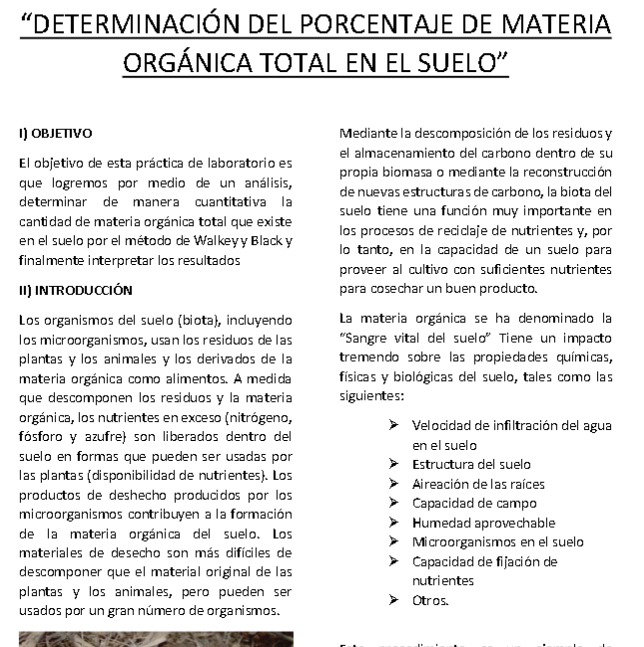 “DETERMINACIÓN DEL PORCENTAJE DE MATERIA
ORGÁNICA TOTAL EN EL SUELO”
I) OBJETIVO
El objetivo de esta práctica de laboratorio es
que logremos por medio de un análisis,
determinar de manera cuantitativa la
cantidad de materia orgánica total que existe
en el suelo por el método de Walkey y Black y
finalmente interpretar los resultados
II) INTRODUCCIÓN
Los organismos del suelo (biota), incluyendo
los microorganismos, usan los residuos de las
plantas y los animales y los derivados de la
materia orgánica como alimentos. A medida
que descomponen los residuos y la materia
orgánica, los nutrientes en exceso (nitrógeno,
fósforo y azufre) son liberados dentro del
suelo en formas que pueden ser usadas por
las plantas (disponibilidad de nutrientes). Los
productos de deshecho producidos por los
microorganismos contribuyen a la formación
de la materia orgánica del suelo. Los
materiales de desecho son más difíciles de
descomponer que el material original de las
plantas y los animales, pero pueden ser
usados por un gran número de organismos.
Mediante la descomposición de los residuos y
el almacenamiento del carbono dentro de su
propia biomasa o mediante la reconstrucción
de nuevas estructuras de carbono, la biota del
suelo tiene una función muy importante en
los procesos de reciclaje de nutrientes y, por
lo tanto, en la capacidad de un suelo para
proveer al cultivo con suficientes nutrientes
para cosechar un buen producto.
La materia orgánica se ha denominado la
“Sangre vital del suelo” Tiene un impacto
tremendo sobre las propiedades químicas,
físicas y biológicas del suelo, tales como las
siguientes:
➢ Velocidad de infiltración del agua
en el suelo
➢ Estructura del suelo
➢ Aireación de las raíces
➢ Capacidad de campo
➢ Humedad aprovechable
➢ Microorganismos en el suelo
➢ Capacidad de fijación de
nutrientes
➢ Otros.